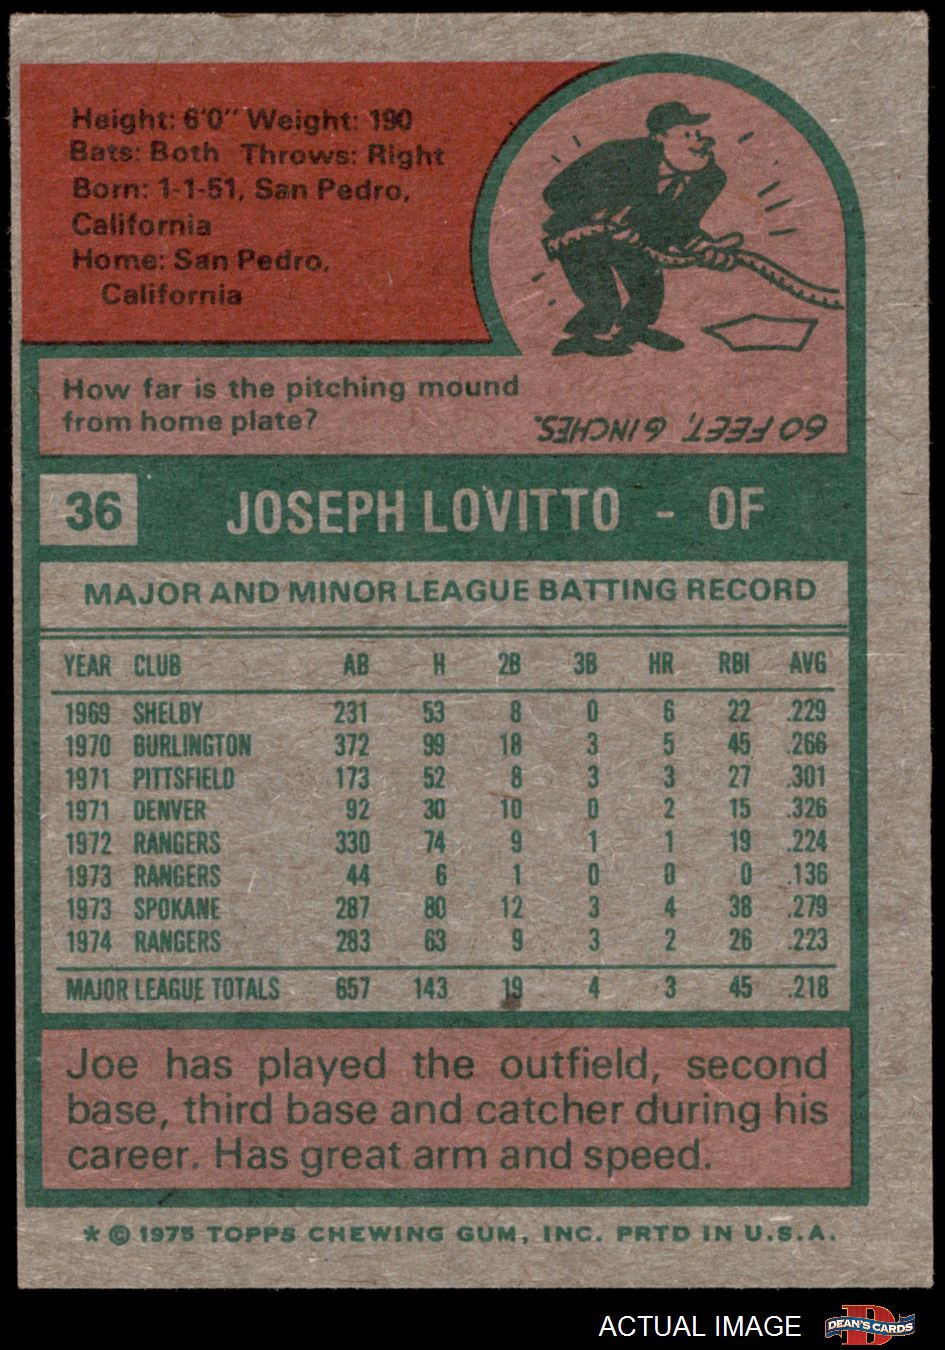 Height: 6'0" Weight: 190
Bats: Both Throws: Right
Born: 1-1-51, San Pedro,
California
Home: San Pedro,
California
How far is the pitching mound
from home plate?
60 FEET, 6 INCHES.
36 JOSEPH LOVITTO - OF
MAJOR AND MINOR LEAGUE BATTING RECORD
YEAR CLUB AB H 2B 3B HR RBI AVG
1969 SHELBY 231 53 8 0 6 22 .229
1970 BURLINGTON 372 99 18 3 5 45 .266
1971 PITTSFIELD 173 52 8 3 3 27 .301
1971 DENVER 92 30 10 0 2 15 .326
1972 RANGERS 330 74 9 1 1 19 .224
1973 RANGERS 44 6 1 0 0 0 .136
1973 SPOKANE 287 80 12 3 4 38 .279
1974 RANGERS 283 63 9 3 2 26 .223
MAJOR LEAGUE TOTALS 657 143 19 4 3 45 .218
Joe has played the outfield, second
base, third base and catcher during his
career. Has great arm and speed.
* © 1975 TOPPS CHEWING GUM, INC. PRTD IN U.S.A.
ACTUAL IMAGE DEAN'S CARDS